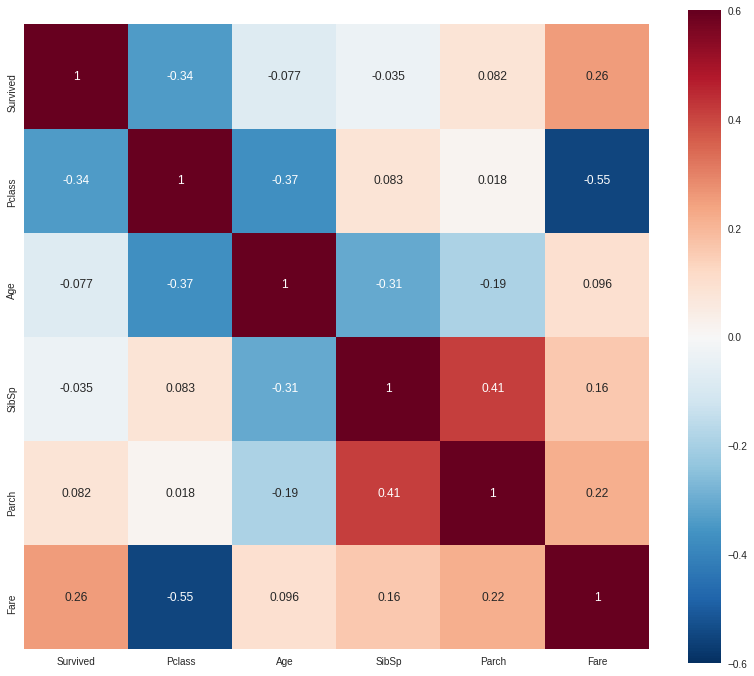 Survived 1 -0.34 -0.077 -0.035 0.082 0.26
Pclass -0.34 1 -0.37 0.083 0.018 -0.55
Age -0.077 -0.37 1 -0.31 -0.19 0.096
SibSp -0.035 0.083 -0.31 1 0.41 0.16
Parch 0.082 0.018 -0.19 0.41 1 0.22
Fare 0.26 -0.55 0.096 0.16 0.22 1
Survived Pclass Age SibSp Parch Fare
0.6
0.4
0.2
0.0
−0.2
−0.4
−0.6